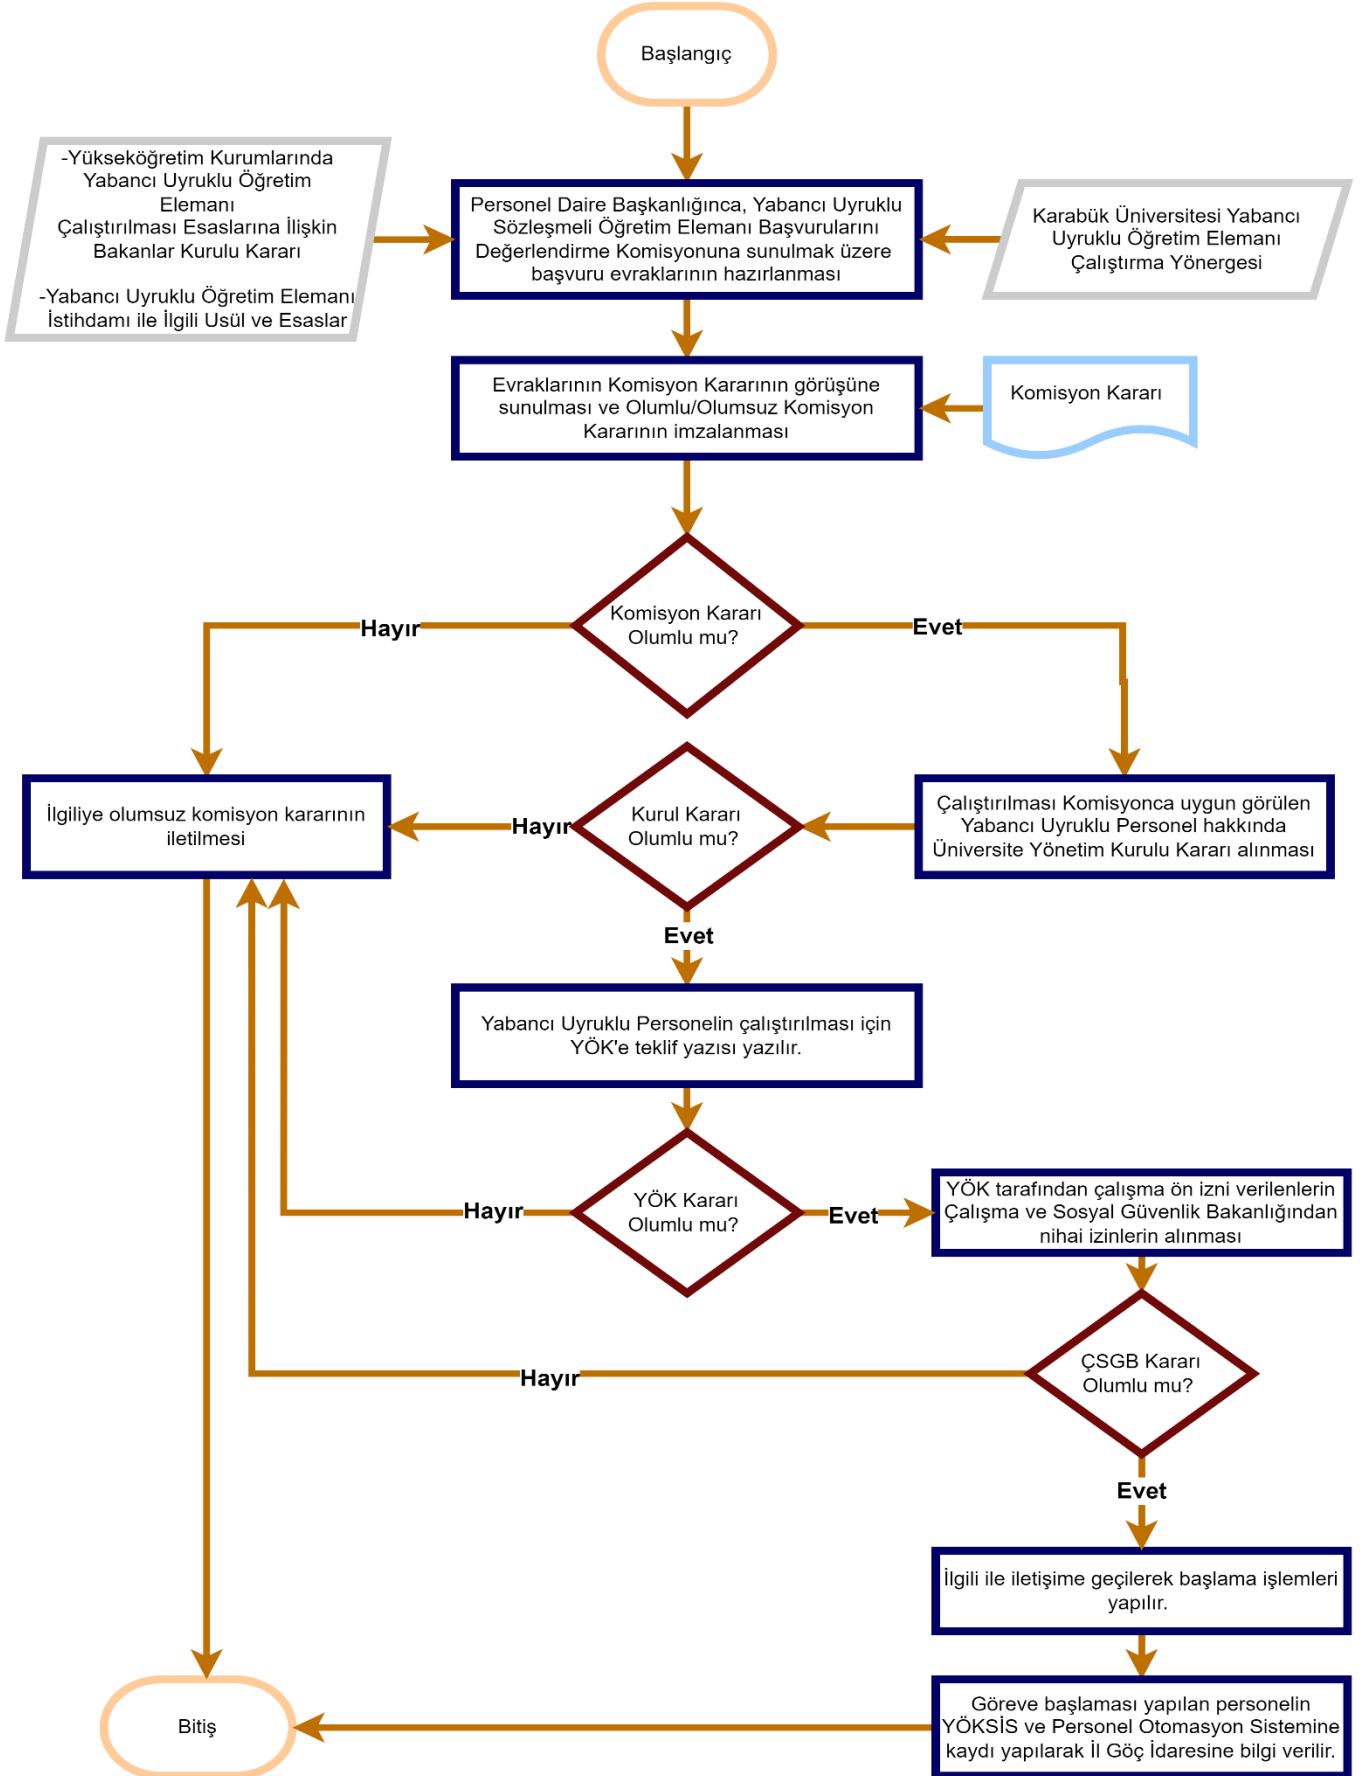 Başlangıç
-Yükseköğretim Kurumlarında
Yabancı Uyruklu Öğretim
Elemanı
Çalıştırılması Esaslarına İlişkin
Bakanlar Kurulu Kararı
-Yabancı Uyruklu Öğretim Elemanı
İstihdamı ile İlgili Usül ve Esaslar
Personel Daire Başkanlığınca, Yabancı Uyruklu
Sözleşmeli Öğretim Elemanı Başvurularını
Değerlendirme Komisyonuna sunulmak üzere
başvuru evraklarının hazırlanması
Karabük Üniversitesi Yabancı
Uyruklu Öğretim Elemanı
Çalıştırma Yönergesi
Evraklarının Komisyon Kararının görüşüne
sunulması ve Olumlu/Olumsuz Komisyon
Kararının imzalanması
Komisyon Kararı
Komisyon Kararı
Olumlu mu?
Hayır
Evet
İlgiliye olumsuz komisyon kararının
iletilmesi
Hayır
Kurul Kararı
Olumlu mu?
Çalıştırılması Komisyonca uygun görülen
Yabancı Uyruklu Personel hakkında
Üniversite Yönetim Kurulu Kararı alınması
Evet
Yabancı Uyruklu Personelin çalıştırılması için
YÖK'e teklif yazısı yazılır.
Hayır
YÖK Kararı
Olumlu mu?
Evet
YÖK tarafından çalışma ön izni verilenlerin
Çalışma ve Sosyal Güvenlik Bakanlığından
nihai izinlerin alınması
Hayır
ÇSGB Kararı
Olumlu mu?
Evet
İlgili ile iletişime geçilerek başlama işlemleri
yapılır.
Bitiş
Göreve başlaması yapılan personelin
YÖKSİS ve Personel Otomasyon Sistemine
kaydı yapılarak İl Göç İdaresine bilgi verilir.